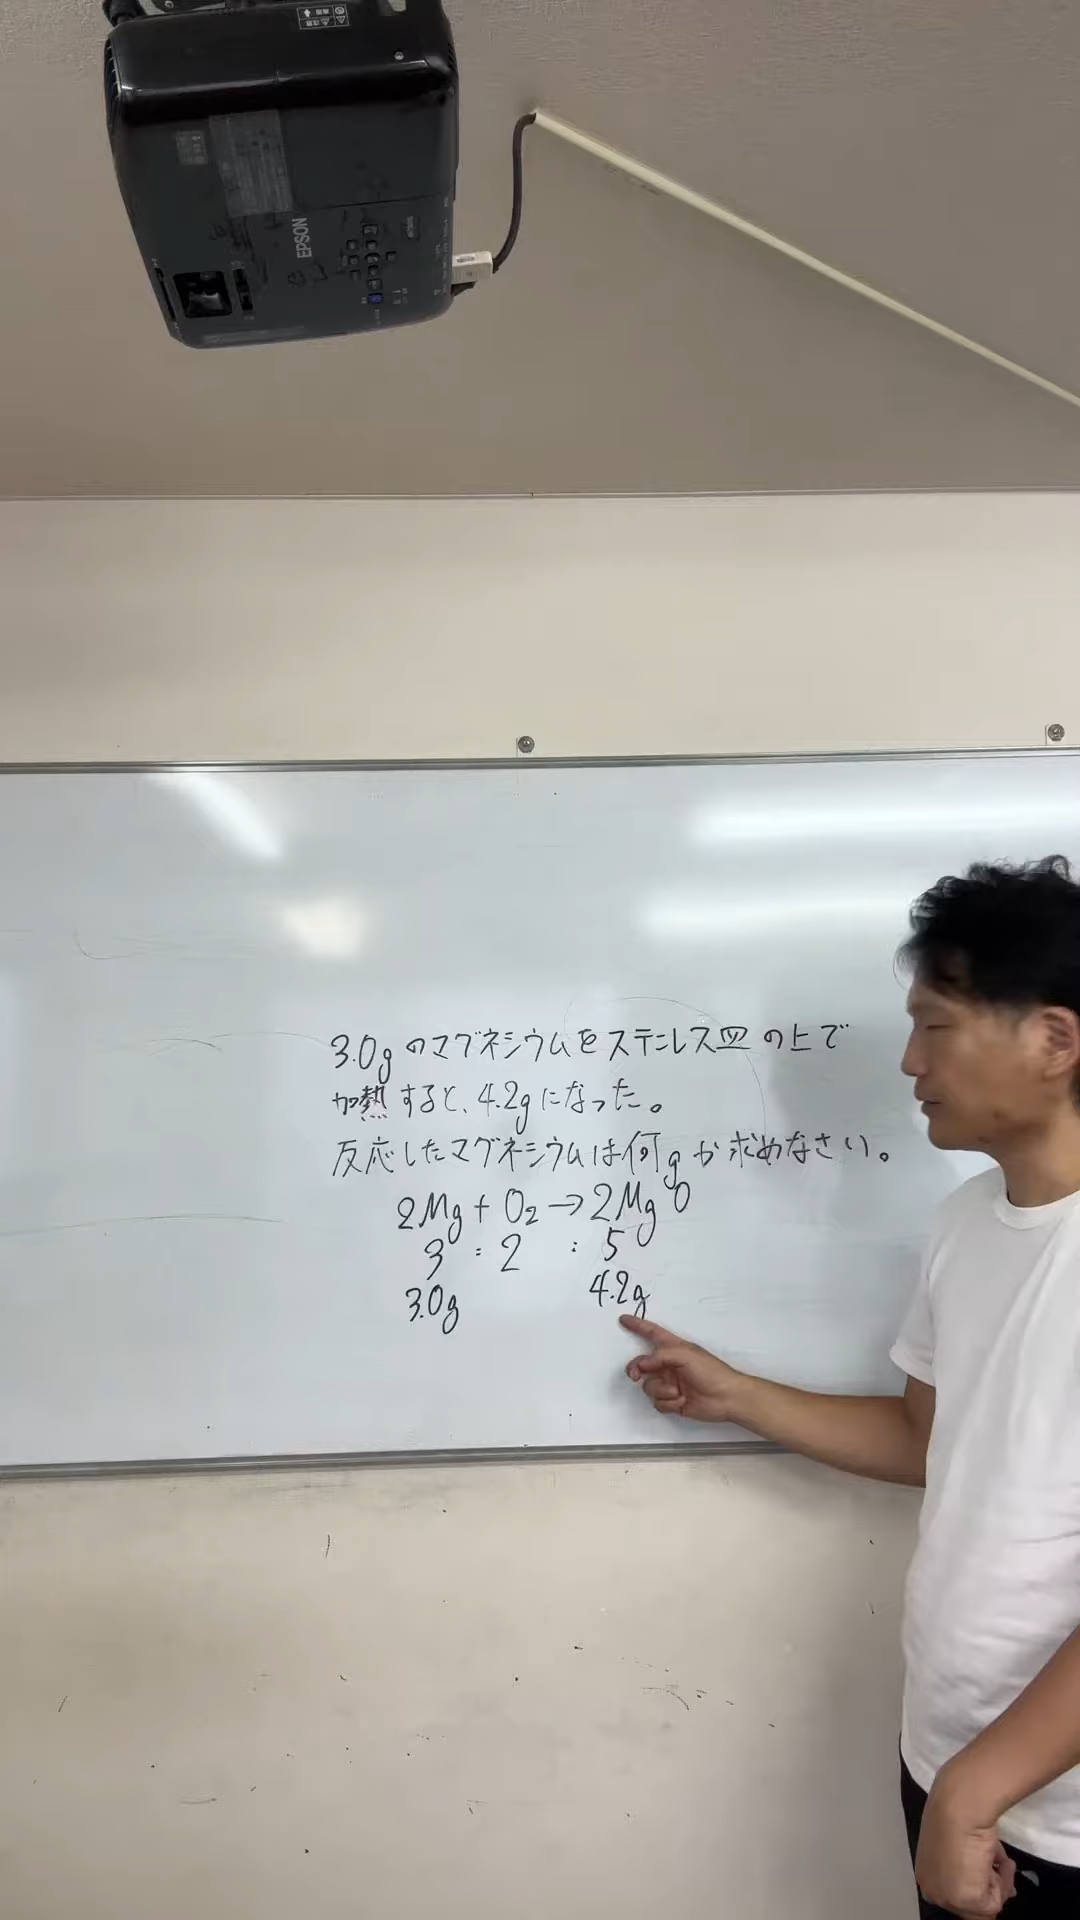 EPSON
3.0gのマグネシウムをステンレス皿の上で
加熱すると、4.2gになった。
反応したマグネシウムは何gか求めなさい。
2Mg + O₂ → 2MgO
3 : 2 : 5
3.0g 4.2g